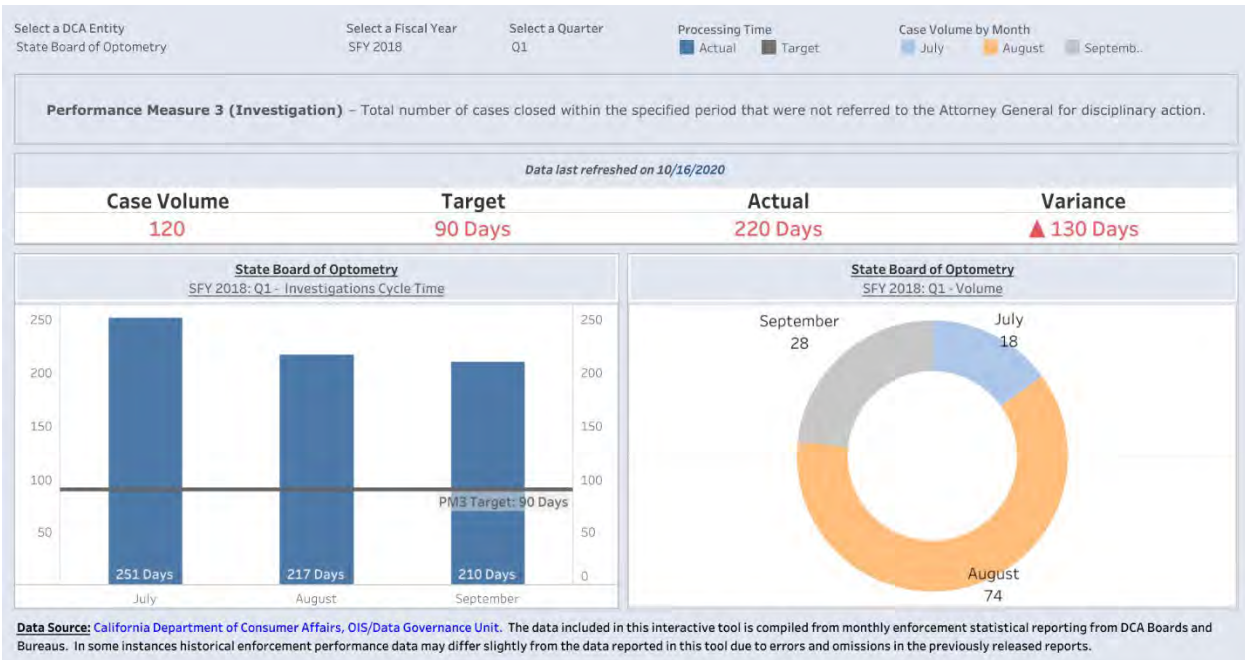 Select a DCA Entity
State Board of Optometry
Select a Fiscal Year
SFY 2018
Select a Quarter
Q1
Processing Time
Actual
Target
Case Volume by Month
July
August
Septemb..
Performance Measure 3 (Investigation) – Total number of cases closed within the specified period that were not referred to the Attorney General for disciplinary action.
Data last refreshed on 10/16/2020
Case Volume
Target
Actual
Variance
120
90 Days
220 Days
▲ 130 Days
State Board of Optometry
SFY 2018: Q1 - Investigations Cycle Time
250
200
150
100
50
250
200
150
100
50
0
PM3 Target: 90 Days
251 Days
217 Days
210 Days
July
August
September
State Board of Optometry
SFY 2018: Q1 - Volume
September
28
July
18
August
74
Data Source: California Department of Consumer Affairs, OIS/Data Governance Unit. The data included in this interactive tool is compiled from monthly enforcement statistical reporting from DCA Boards and
Bureaus. In some instances historical enforcement performance data may differ slightly from the data reported in this tool due to errors and omissions in the previously released reports.